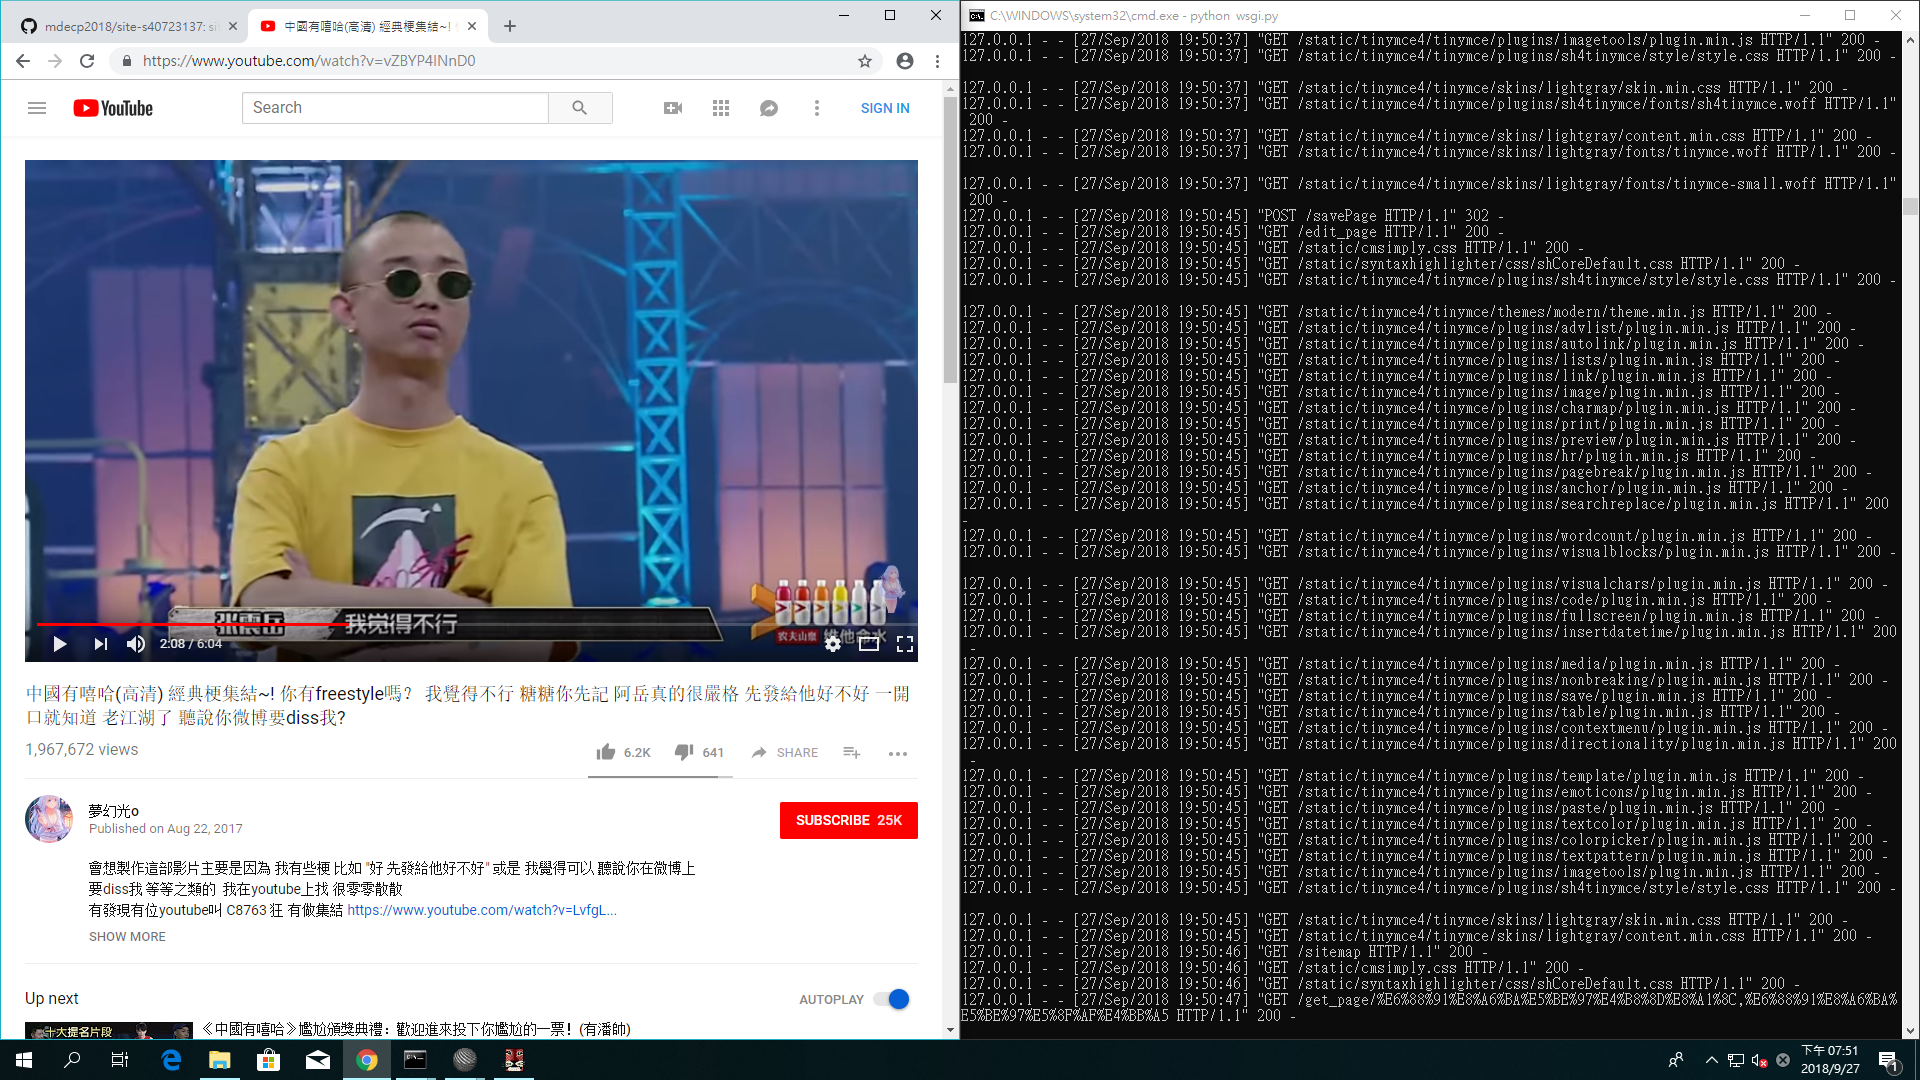 mdecp2018/site-s40723137: si
中國有嘻哈(高清) 經典梗集結~!
https://www.youtube.com/watch?v=vZBYP4INnD0
YouTube
Search
SIGN IN
张震岳 我觉得不行
农夫山泉 维他命水
2:08 / 6:04
中國有嘻哈(高清) 經典梗集結~! 你有freestyle嗎? 我覺得不行 糖糖你先記 阿岳真的很嚴格 先發給他好不好 一開
口就知道 老江湖了 聽說你微博要diss我?
1,967,672 views
6.2K 641 SHARE
夢幻光o
Published on Aug 22, 2017
SUBSCRIBE 25K
會想製作這部影片主要是因為 我有些梗 比如 "好 先發給他好不好" 或是 我覺得可以 聽說你在微博上
要diss我 等等之類的 我在youtube上找 很零零散散
有發現有位youtube叫 C8763 狂 有做集結 https://www.youtube.com/watch?v=LvfgL...
SHOW MORE
Up next
AUTOPLAY
十大提名片段
《中國有嘻哈》尷尬頒獎典禮：歡迎進來投下你尷尬的一票! (有潘帥)
C:\WINDOWS\system32\cmd.exe - python wsgi.py
127.0.0.1 - - [27/Sep/2018 19:50:37] "GET /static/tinymce4/tinymce/plugins/imagetools/plugin.min.js HTTP/1.1" 200 -
127.0.0.1 - - [27/Sep/2018 19:50:37] "GET /static/tinymce4/tinymce/plugins/sh4tinymce/style/style.css HTTP/1.1" 200 -
127.0.0.1 - - [27/Sep/2018 19:50:37] "GET /static/tinymce4/tinymce/skins/lightgray/skin.min.css HTTP/1.1" 200 -
127.0.0.1 - - [27/Sep/2018 19:50:37] "GET /static/tinymce4/tinymce/plugins/sh4tinymce/fonts/sh4tinymce.woff HTTP/1.1"
200 -
127.0.0.1 - - [27/Sep/2018 19:50:37] "GET /static/tinymce4/tinymce/skins/lightgray/content.min.css HTTP/1.1" 200 -
127.0.0.1 - - [27/Sep/2018 19:50:37] "GET /static/tinymce4/tinymce/skins/lightgray/fonts/tinymce.woff HTTP/1.1" 200 -
127.0.0.1 - - [27/Sep/2018 19:50:37] "GET /static/tinymce4/tinymce/skins/lightgray/fonts/tinymce-small.woff HTTP/1.1"
200 -
127.0.0.1 - - [27/Sep/2018 19:50:45] "POST /savePage HTTP/1.1" 302 -
127.0.0.1 - - [27/Sep/2018 19:50:45] "GET /edit_page HTTP/1.1" 200 -
127.0.0.1 - - [27/Sep/2018 19:50:45] "GET /static/cmsimply.css HTTP/1.1" 200 -
127.0.0.1 - - [27/Sep/2018 19:50:45] "GET /static/syntaxhighlighter/css/shCoreDefault.css HTTP/1.1" 200 -
127.0.0.1 - - [27/Sep/2018 19:50:45] "GET /static/tinymce4/tinymce/plugins/sh4tinymce/style/style.css HTTP/1.1" 200 -
127.0.0.1 - - [27/Sep/2018 19:50:45] "GET /static/tinymce4/tinymce/themes/modern/theme.min.js HTTP/1.1" 200 -
127.0.0.1 - - [27/Sep/2018 19:50:45] "GET /static/tinymce4/tinymce/plugins/advlist/plugin.min.js HTTP/1.1" 200 -
127.0.0.1 - - [27/Sep/2018 19:50:45] "GET /static/tinymce4/tinymce/plugins/autolink/plugin.min.js HTTP/1.1" 200 -
127.0.0.1 - - [27/Sep/2018 19:50:45] "GET /static/tinymce4/tinymce/plugins/lists/plugin.min.js HTTP/1.1" 200 -
127.0.0.1 - - [27/Sep/2018 19:50:45] "GET /static/tinymce4/tinymce/plugins/link/plugin.min.js HTTP/1.1" 200 -
127.0.0.1 - - [27/Sep/2018 19:50:45] "GET /static/tinymce4/tinymce/plugins/image/plugin.min.js HTTP/1.1" 200 -
127.0.0.1 - - [27/Sep/2018 19:50:45] "GET /static/tinymce4/tinymce/plugins/charmap/plugin.min.js HTTP/1.1" 200 -
127.0.0.1 - - [27/Sep/2018 19:50:45] "GET /static/tinymce4/tinymce/plugins/print/plugin.min.js HTTP/1.1" 200 -
127.0.0.1 - - [27/Sep/2018 19:50:45] "GET /static/tinymce4/tinymce/plugins/preview/plugin.min.js HTTP/1.1" 200 -
127.0.0.1 - - [27/Sep/2018 19:50:45] "GET /static/tinymce4/tinymce/plugins/hr/plugin.min.js HTTP/1.1" 200 -
127.0.0.1 - - [27/Sep/2018 19:50:45] "GET /static/tinymce4/tinymce/plugins/pagebreak/plugin.min.js HTTP/1.1" 200 -
127.0.0.1 - - [27/Sep/2018 19:50:45] "GET /static/tinymce4/tinymce/plugins/anchor/plugin.min.js HTTP/1.1" 200 -
127.0.0.1 - - [27/Sep/2018 19:50:45] "GET /static/tinymce4/tinymce/plugins/searchreplace/plugin.min.js HTTP/1.1" 200
-
127.0.0.1 - - [27/Sep/2018 19:50:45] "GET /static/tinymce4/tinymce/plugins/wordcount/plugin.min.js HTTP/1.1" 200 -
127.0.0.1 - - [27/Sep/2018 19:50:45] "GET /static/tinymce4/tinymce/plugins/visualblocks/plugin.min.js HTTP/1.1" 200 -
127.0.0.1 - - [27/Sep/2018 19:50:45] "GET /static/tinymce4/tinymce/plugins/visualchars/plugin.min.js HTTP/1.1" 200 -
127.0.0.1 - - [27/Sep/2018 19:50:45] "GET /static/tinymce4/tinymce/plugins/code/plugin.min.js HTTP/1.1" 200 -
127.0.0.1 - - [27/Sep/2018 19:50:45] "GET /static/tinymce4/tinymce/plugins/fullscreen/plugin.min.js HTTP/1.1" 200 -
127.0.0.1 - - [27/Sep/2018 19:50:45] "GET /static/tinymce4/tinymce/plugins/insertdatetime/plugin.min.js HTTP/1.1" 200
-
127.0.0.1 - - [27/Sep/2018 19:50:45] "GET /static/tinymce4/tinymce/plugins/media/plugin.min.js HTTP/1.1" 200 -
127.0.0.1 - - [27/Sep/2018 19:50:45] "GET /static/tinymce4/tinymce/plugins/nonbreaking/plugin.min.js HTTP/1.1" 200 -
127.0.0.1 - - [27/Sep/2018 19:50:45] "GET /static/tinymce4/tinymce/plugins/save/plugin.min.js HTTP/1.1" 200 -
127.0.0.1 - - [27/Sep/2018 19:50:45] "GET /static/tinymce4/tinymce/plugins/table/plugin.min.js HTTP/1.1" 200 -
127.0.0.1 - - [27/Sep/2018 19:50:45] "GET /static/tinymce4/tinymce/plugins/contextmenu/plugin.min.js HTTP/1.1" 200 -
127.0.0.1 - - [27/Sep/2018 19:50:45] "GET /static/tinymce4/tinymce/plugins/directionality/plugin.min.js HTTP/1.1" 200
-
127.0.0.1 - - [27/Sep/2018 19:50:45] "GET /static/tinymce4/tinymce/plugins/template/plugin.min.js HTTP/1.1" 200 -
127.0.0.1 - - [27/Sep/2018 19:50:45] "GET /static/tinymce4/tinymce/plugins/emoticons/plugin.min.js HTTP/1.1" 200 -
127.0.0.1 - - [27/Sep/2018 19:50:45] "GET /static/tinymce4/tinymce/plugins/paste/plugin.min.js HTTP/1.1" 200 -
127.0.0.1 - - [27/Sep/2018 19:50:45] "GET /static/tinymce4/tinymce/plugins/textcolor/plugin.min.js HTTP/1.1" 200 -
127.0.0.1 - - [27/Sep/2018 19:50:45] "GET /static/tinymce4/tinymce/plugins/colorpicker/plugin.min.js HTTP/1.1" 200 -
127.0.0.1 - - [27/Sep/2018 19:50:45] "GET /static/tinymce4/tinymce/plugins/textpattern/plugin.min.js HTTP/1.1" 200 -
127.0.0.1 - - [27/Sep/2018 19:50:45] "GET /static/tinymce4/tinymce/plugins/imagetools/plugin.min.js HTTP/1.1" 200 -
127.0.0.1 - - [27/Sep/2018 19:50:45] "GET /static/tinymce4/tinymce/plugins/sh4tinymce/style/style.css HTTP/1.1" 200 -
127.0.0.1 - - [27/Sep/2018 19:50:45] "GET /static/tinymce4/tinymce/skins/lightgray/skin.min.css HTTP/1.1" 200 -
127.0.0.1 - - [27/Sep/2018 19:50:45] "GET /static/tinymce4/tinymce/skins/lightgray/content.min.css HTTP/1.1" 200 -
127.0.0.1 - - [27/Sep/2018 19:50:46] "GET /sitemap HTTP/1.1" 200 -
127.0.0.1 - - [27/Sep/2018 19:50:46] "GET /static/cmsimply.css HTTP/1.1" 200 -
127.0.0.1 - - [27/Sep/2018 19:50:46] "GET /static/syntaxhighlighter/css/shCoreDefault.css HTTP/1.1" 200 -
127.0.0.1 - - [27/Sep/2018 19:50:47] "GET /get_page/%E6%88%91%E8%A6%BA%E5%BE%97%E4%B8%8D%E8%A1%8C,%E6%88%91%E8%A6%BA%
E5%BE%97%E5%8F%AF%E4%BB%A5 HTTP/1.1" 200 -
下午 07:51
2018/9/27
1